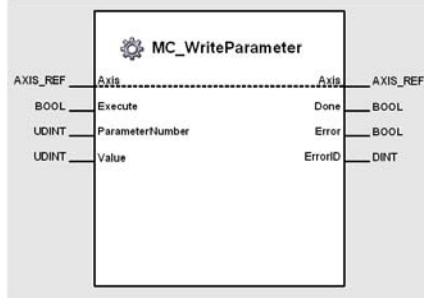 MC_WriteParameter
AXIS_REF Axis Axis AXIS_REF
BOOL Execute Done BOOL
UDINT ParameterNumber Error BOOL
UDINT Value ErrorID DINT